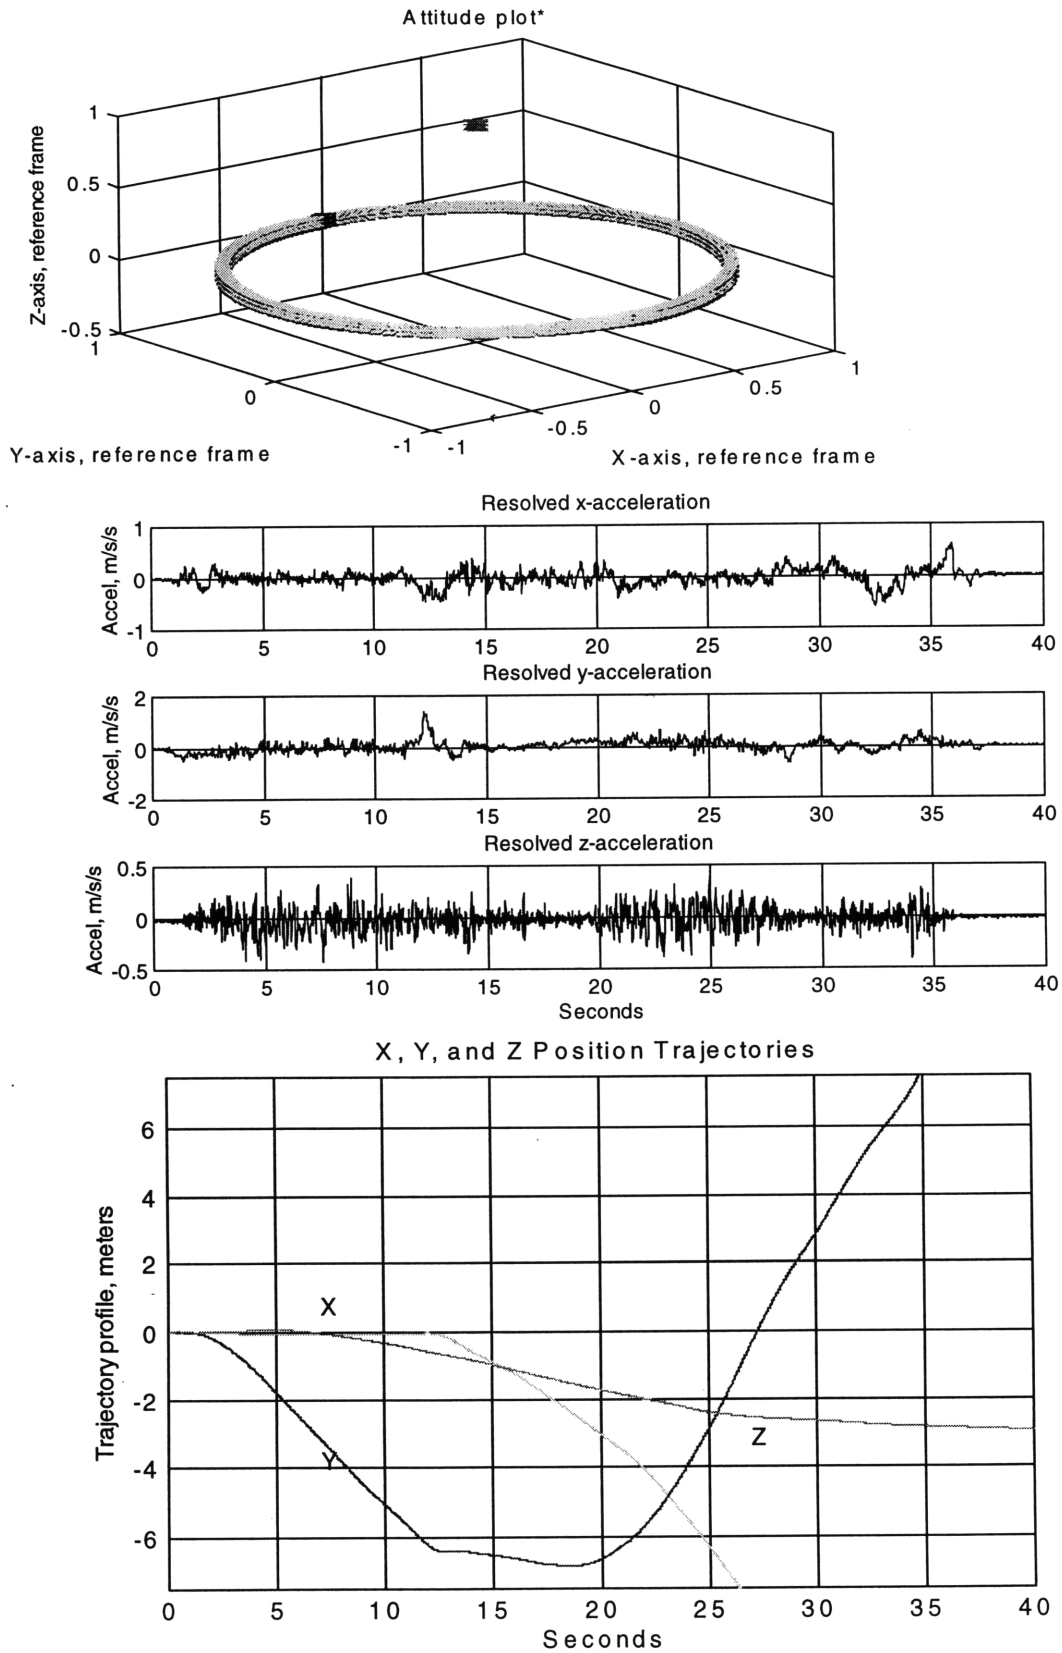 Attitude plot*
Z-axis, reference frame
1
0.5
0
-0.5
1
0
-1
-1
-0.5
0
0.5
1
Y-axis, reference frame
X-axis, reference frame
Resolved x-acceleration
Accel, m/s/s
1
0
-1
0 5 10 15 20 25 30 35 40
Resolved y-acceleration
Accel, m/s/s
2
0
-2
0 5 10 15 20 25 30 35 40
Resolved z-acceleration
Accel, m/s/s
0.5
0
-0.5
0 5 10 15 20 25 30 35 40
Seconds
X, Y, and Z Position Trajectories
Trajectory profile, meters
6
4
2
0
-2
-4
-6
X
Y
Z
0 5 10 15 20 25 30 35 40
Seconds